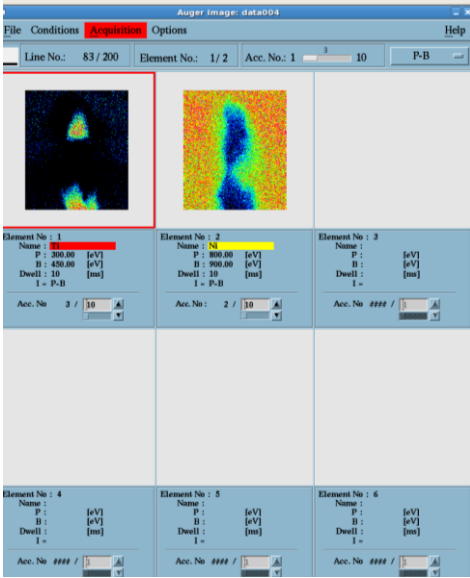 Auger Image: data004
File Conditions Acquisition Options Help
Line No.: 83 / 200 Element No.: 1/ 2 Acc. No.: 1 3 10 P-B
Element No : 1
Name : Ti
P : 300.00 [eV]
B : 450.00 [eV]
Dwell : 10 [ms]
I = P-B
Acc. No 3 / 10
Element No : 2
Name : Ni
P : 800.00 [eV]
B : 900.00 [eV]
Dwell : 10 [ms]
I = P-B
Acc. No : 2 / 10
Element No : 3
Name :
P : [eV]
B : [eV]
Dwell : [ms]
I =
Acc. No #### / 1
Element No : 4
Name :
P : [eV]
B : [eV]
Dwell : [ms]
I =
Acc. No #### / 1
Element No : 5
Name :
P : [eV]
B : [eV]
Dwell : [ms]
I =
Acc. No #### / 1
Element No : 6
Name :
P : [eV]
B : [eV]
Dwell : [ms]
I =
Acc. No #### / 1